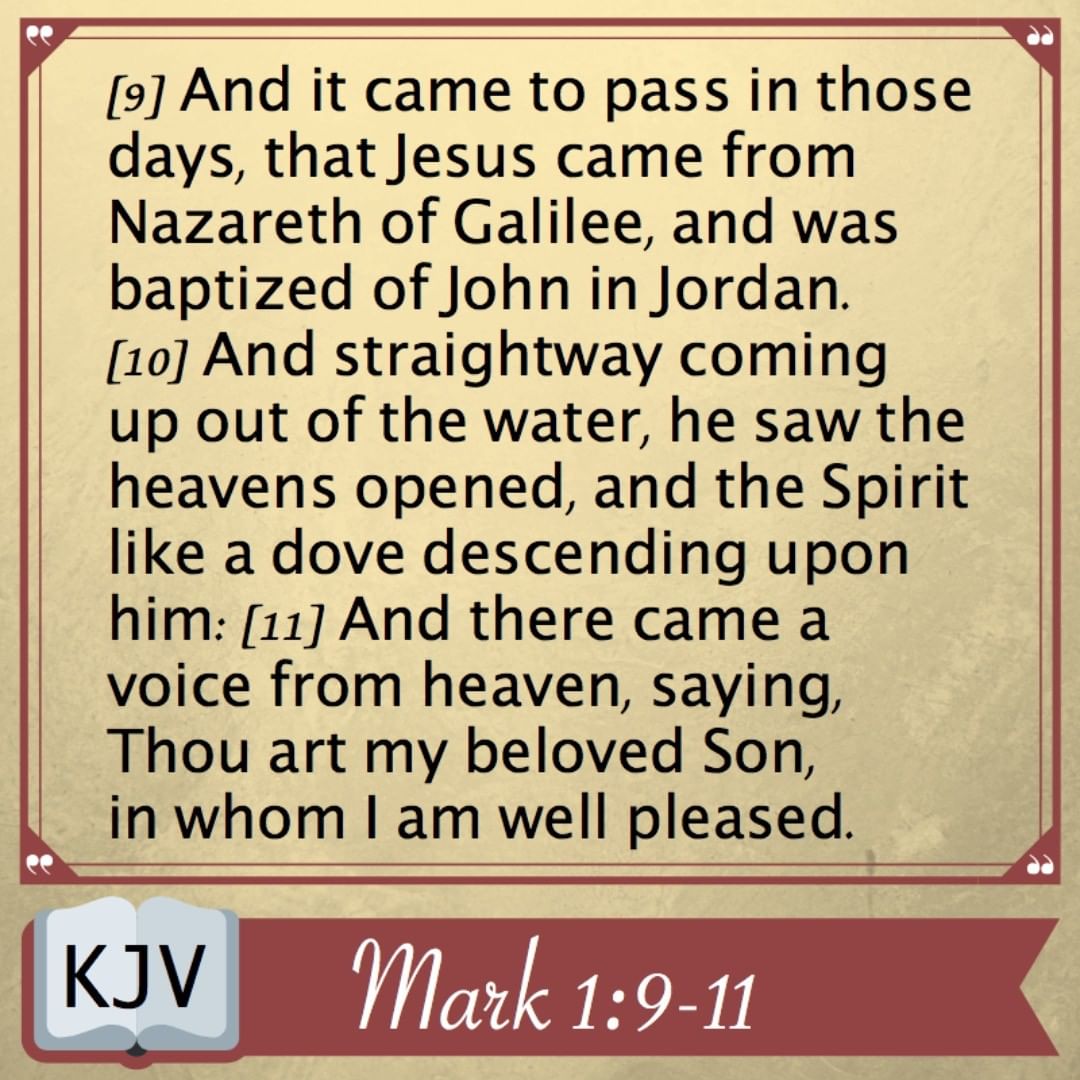 [9] And it came to pass in those
days, that Jesus came from
Nazareth of Galilee, and was
baptized of John in Jordan.
[10] And straightway coming
up out of the water, he saw the
heavens opened, and the Spirit
like a dove descending upon
him: [11] And there came a
voice from heaven, saying,
Thou art my beloved Son,
in whom I am well pleased.
KJV
Mark 1:9-11